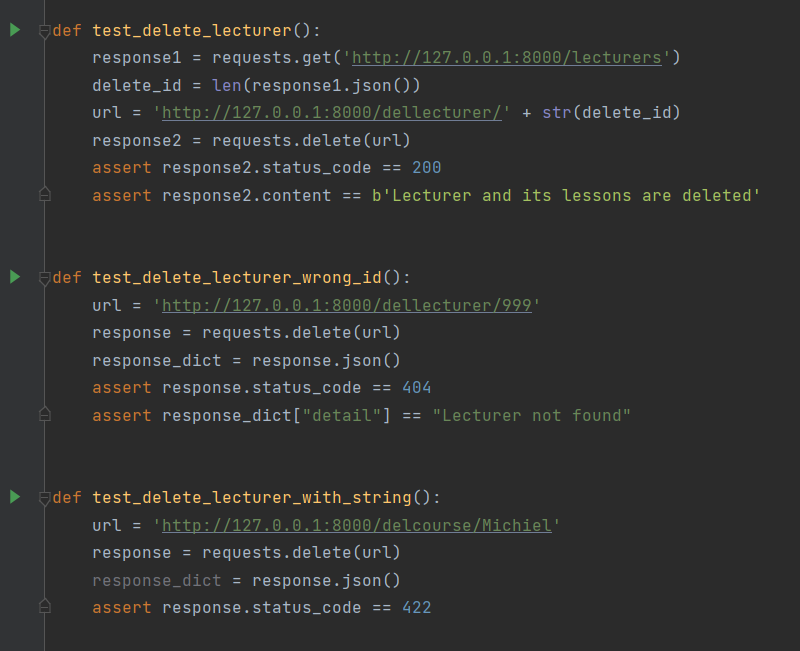 def test_delete_lecturer():
    response1 = requests.get('http://127.0.0.1:8000/lecturers')
    delete_id = len(response1.json())
    url = 'http://127.0.0.1:8000/dellecturer/' + str(delete_id)
    response2 = requests.delete(url)
    assert response2.status_code == 200
    assert response2.content == b'Lecturer and its lessons are deleted'
def test_delete_lecturer_wrong_id():
    url = 'http://127.0.0.1:8000/dellecturer/999'
    response = requests.delete(url)
    response_dict = response.json()
    assert response.status_code == 404
    assert response_dict["detail"] == "Lecturer not found"
def test_delete_lecturer_with_string():
    url = 'http://127.0.0.1:8000/delcourse/Michiel'
    response = requests.delete(url)
    response_dict = response.json()
    assert response.status_code == 422